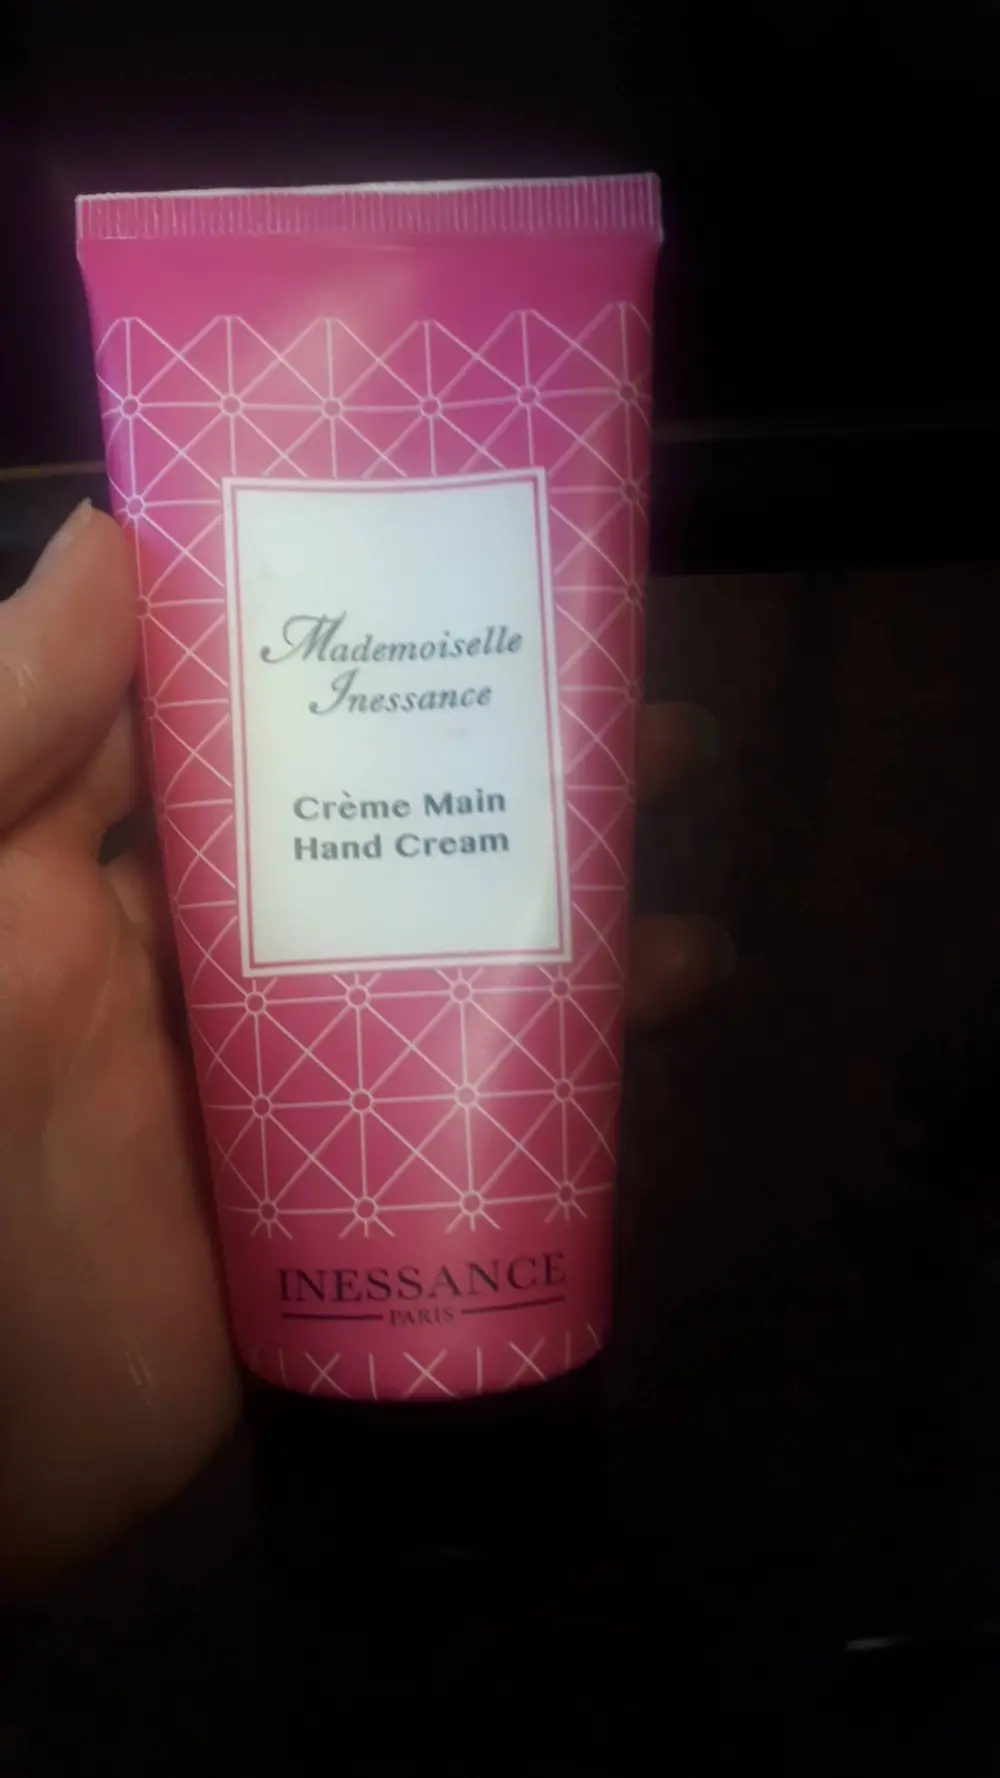 Mademoiselle
Inessance
Crème Main
Hand Cream
INESSANCE
PARIS